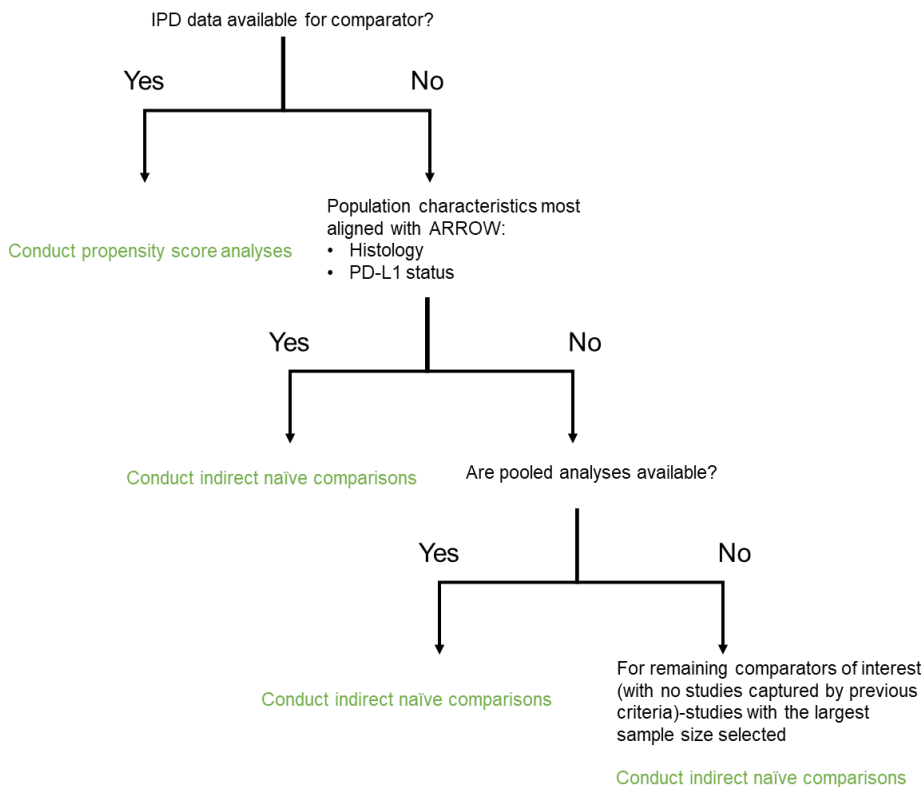 IPD data available for comparator?
Yes
No
Conduct propensity score analyses
Population characteristics most
aligned with ARROW:
• Histology
• PD-L1 status
Yes
No
Conduct indirect naïve comparisons
Are pooled analyses available?
Yes
No
Conduct indirect naïve comparisons
For remaining comparators of interest
(with no studies captured by previous
criteria)-studies with the largest
sample size selected
Conduct indirect naïve comparisons